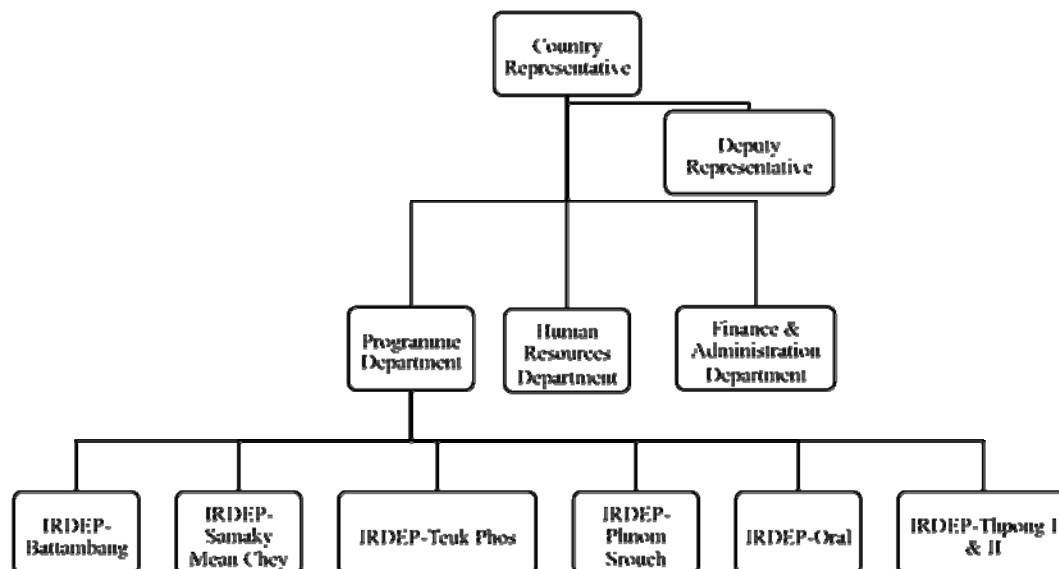 Country
Representative
Deputy
Representative
Programme
Department
Human
Resources
Department
Finance &
Administration
Department
IRDEP-
Battambang
IRDEP-
Samaky
Mean Chey
IRDEP-Teuk Phos
IRDEP-
Phnom
Srouch
IRDEP-Oral
IRDEP-Thpong I
& II